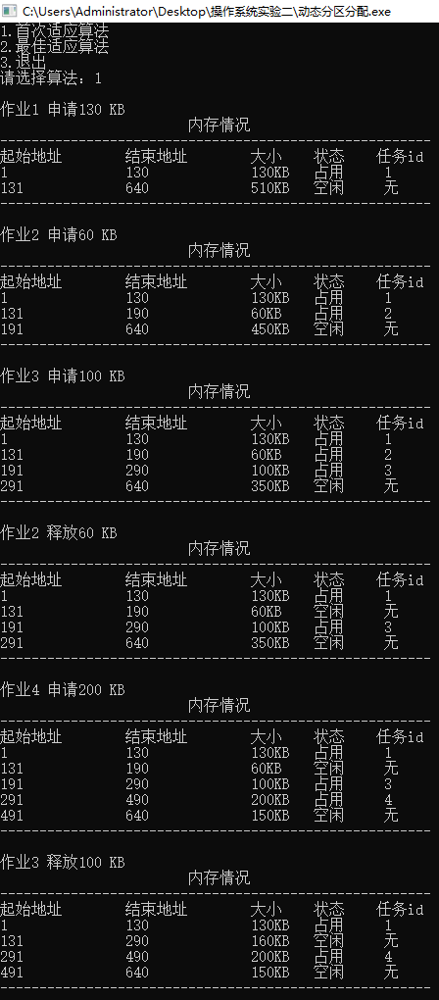 C:\Users\Administrator\Desktop\操作系统实验二\动态分区分配.exe
1.首次适应算法
2.最佳适应算法
3.退出
请选择算法：1
作业1 申请130 KB
内存情况
--------------------------------------------------------
起始地址 结束地址 大小 状态 任务id
1 130 130KB 占用 1
131 640 510KB 空闲 无
--------------------------------------------------------
作业2 申请60 KB
内存情况
--------------------------------------------------------
起始地址 结束地址 大小 状态 任务id
1 130 130KB 占用 1
131 190 60KB 占用 2
191 640 450KB 空闲 无
--------------------------------------------------------
作业3 申请100 KB
内存情况
--------------------------------------------------------
起始地址 结束地址 大小 状态 任务id
1 130 130KB 占用 1
131 190 60KB 占用 2
191 290 100KB 占用 3
291 640 350KB 空闲 无
--------------------------------------------------------
作业2 释放60 KB
内存情况
--------------------------------------------------------
起始地址 结束地址 大小 状态 任务id
1 130 130KB 占用 1
131 190 60KB 空闲 无
191 290 100KB 占用 3
291 640 350KB 空闲 无
--------------------------------------------------------
作业4 申请200 KB
内存情况
--------------------------------------------------------
起始地址 结束地址 大小 状态 任务id
1 130 130KB 占用 1
131 190 60KB 空闲 无
191 290 100KB 占用 3
291 490 200KB 占用 4
491 640 150KB 空闲 无
--------------------------------------------------------
作业3 释放100 KB
内存情况
--------------------------------------------------------
起始地址 结束地址 大小 状态 任务id
1 130 130KB 占用 1
131 290 160KB 空闲 无
291 490 200KB 占用 4
491 640 150KB 空闲 无
--------------------------------------------------------